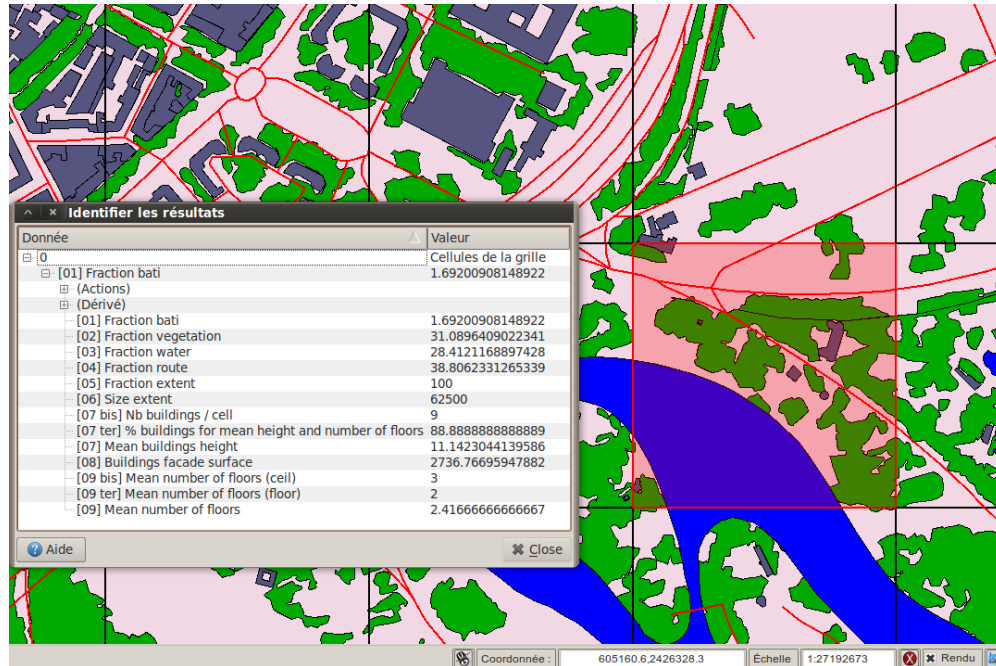 Identifier les résultats
Donnée Valeur
0 Cellules de la grille
[01] Fraction bati 1.69200908148922
(Actions)
(Dérivé)
[01] Fraction bati 1.69200908148922
[02] Fraction vegetation 31.0896409022341
[03] Fraction water 28.4121168897428
[04] Fraction route 38.8062331265339
[05] Fraction extent 100
[06] Size extent 62500
[07 bis] Nb buildings / cell 9
[07 ter] % buildings for mean height and number of floors 88.8888888888889
[07] Mean buildings height 11.1423044139586
[08] Buildings facade surface 2736.76695947882
[09 bis] Mean number of floors (ceil) 3
[09 ter] Mean number of floors (floor) 2
[09] Mean number of floors 2.41666666666667
Aide Close
Coordonnée : 605160.6,2426328.3 Échelle 1:27192673 Rendu